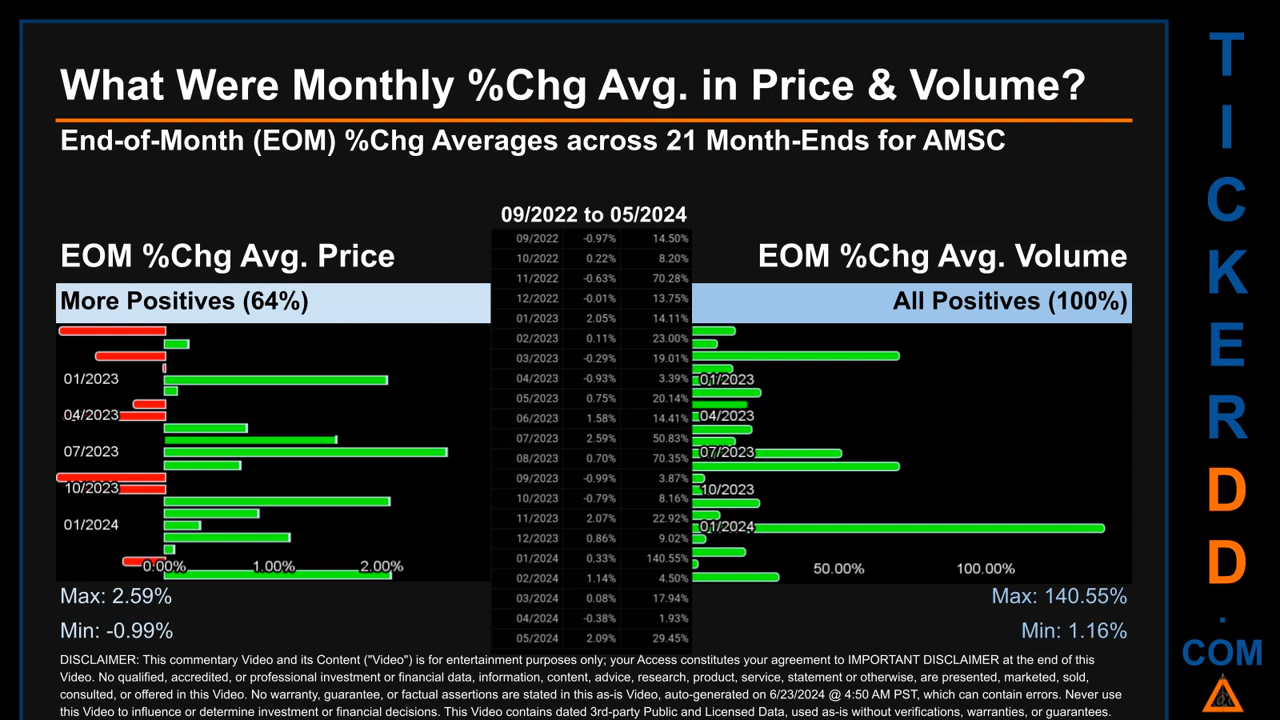 What Were Monthly %Chg Avg. in Price & Volume?
End-of-Month (EOM) %Chg Averages across 21 Month-Ends for AMSC
09/2022 to 05/2024
EOM %Chg Avg. Price
EOM %Chg Avg. Volume
More Positives (64%)
All Positives (100%)
09/2022 -0.97% 14.50%
10/2022 0.22% 8.20%
11/2022 -0.63% 70.28%
12/2022 -0.01% 13.75%
01/2023 2.05% 14.11%
02/2023 0.11% 23.00%
03/2023 -0.29% 19.01%
04/2023 -0.93% 3.39%
05/2023 0.75% 20.14%
06/2023 1.58% 14.41%
07/2023 2.59% 50.83%
08/2023 0.70% 70.35%
09/2023 -0.99% 3.87%
10/2023 -0.79% 8.16%
11/2023 2.07% 22.92%
12/2023 0.86% 9.02%
01/2024 0.33% 140.55%
02/2024 1.14% 4.50%
03/2024 0.08% 17.94%
04/2024 -0.38% 1.93%
05/2024 2.09% 29.45%
01/2023
04/2023
07/2023
10/2023
01/2024
0.00% 1.00% 2.00%
01/2023
04/2023
07/2023
10/2023
01/2024
50.00% 100.00%
Max: 2.59%
Min: -0.99%
Max: 140.55%
Min: 1.16%
DISCLAIMER: This commentary Video and its Content ("Video") is for entertainment purposes only; your Access constitutes your agreement to IMPORTANT DISCLAIMER at the end of this
Video. No qualified, accredited, or professional investment or financial data, information, content, advice, research, product, service, statement or otherwise, are presented, marketed, sold,
consulted, or offered in this Video. No warranty, guarantee, or factual assertions are stated in this as-is Video, auto-generated on 6/23/2024 @ 4:50 AM PST, which can contain errors. Never use
this Video to influence or determine investment or financial decisions. This Video contains dated 3rd-party Public and Licensed Data, used as-is without verifications, warranties, or guarantees.
T
I
C
K
E
R
D
D
.
COM